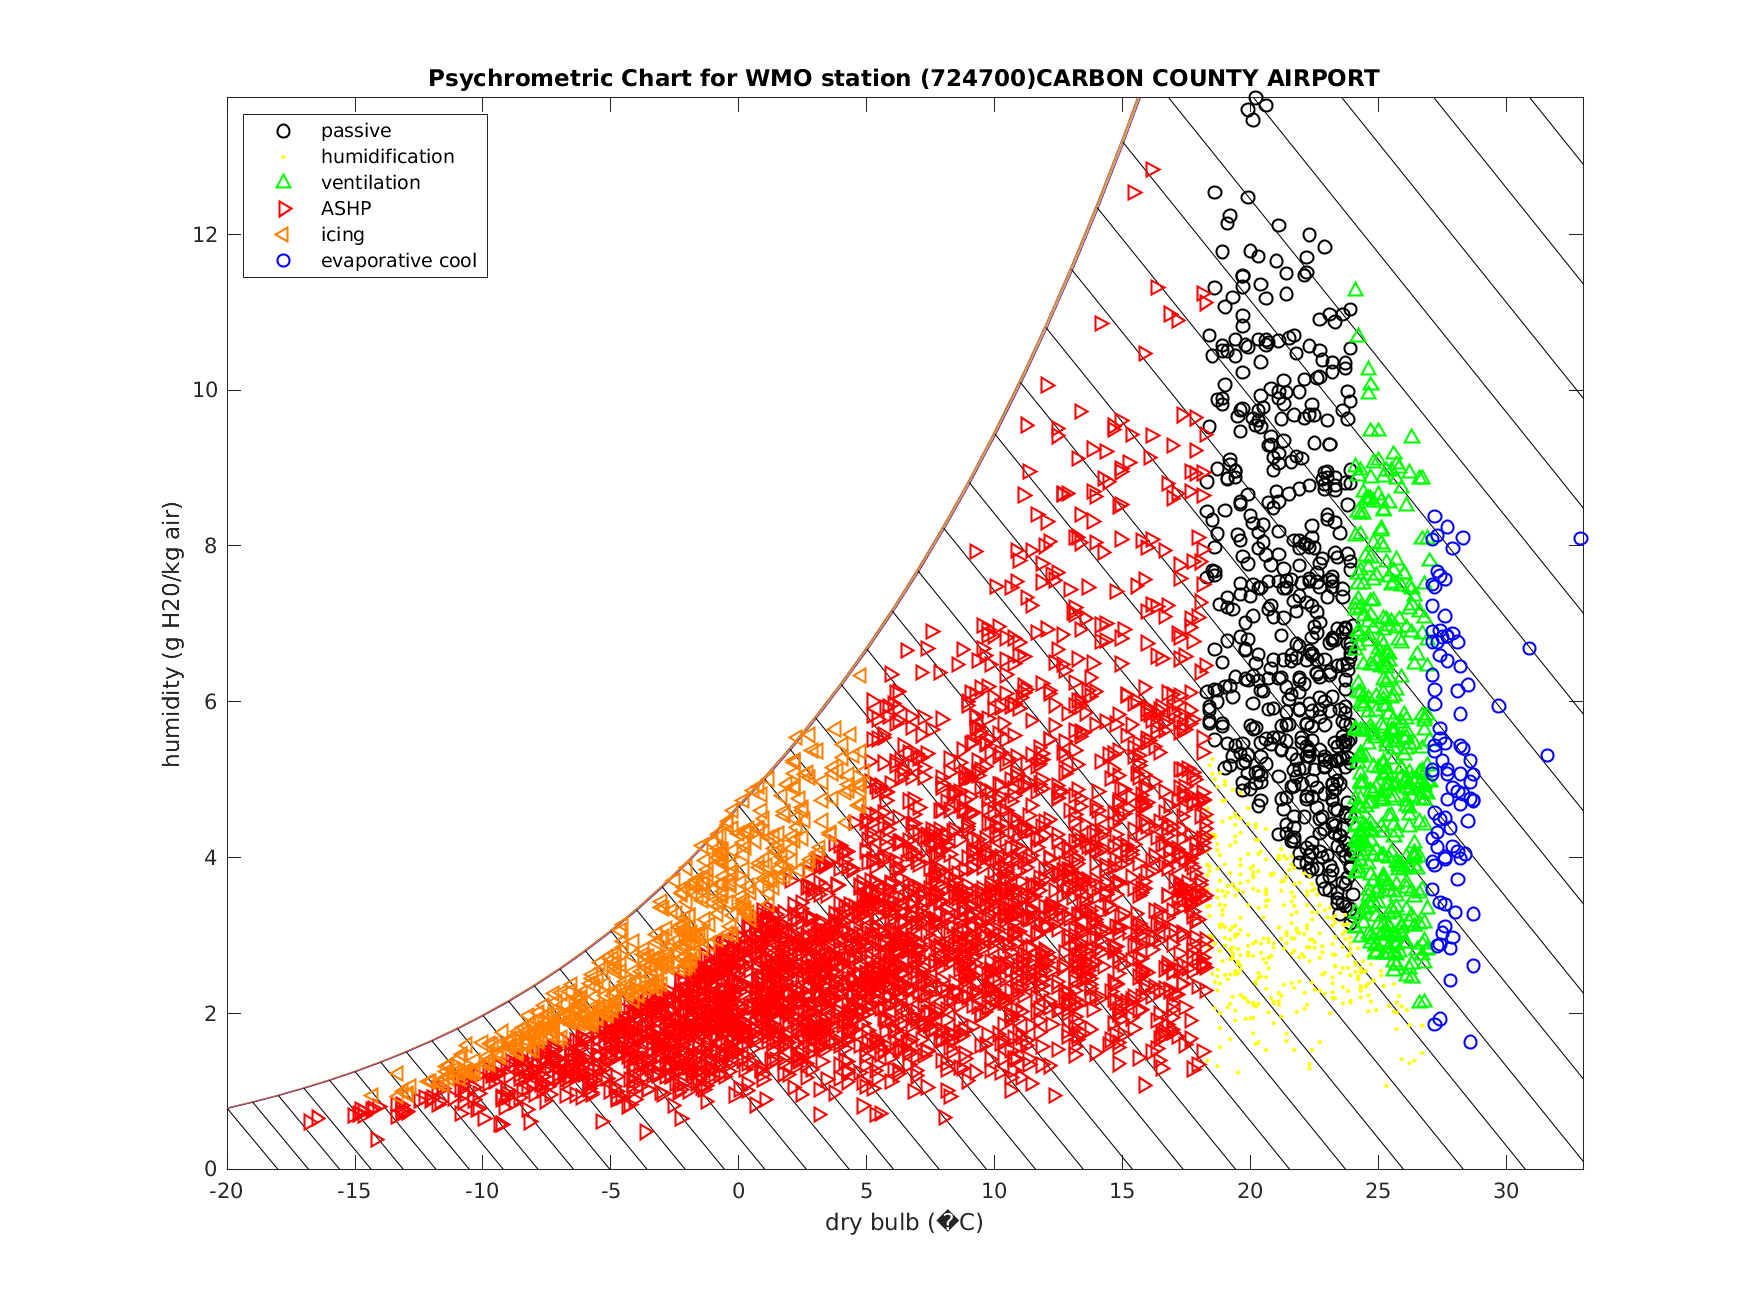 Psychrometric Chart for WMO station (724700)CARBON COUNTY AIRPORT
passive
humidification
ventilation
ASHP
icing
evaporative cool
humidity (g H20/kg air)
12
10
8
6
4
2
0
-20 -15 -10 -5 0 5 10 15 20 25 30
dry bulb (�C)